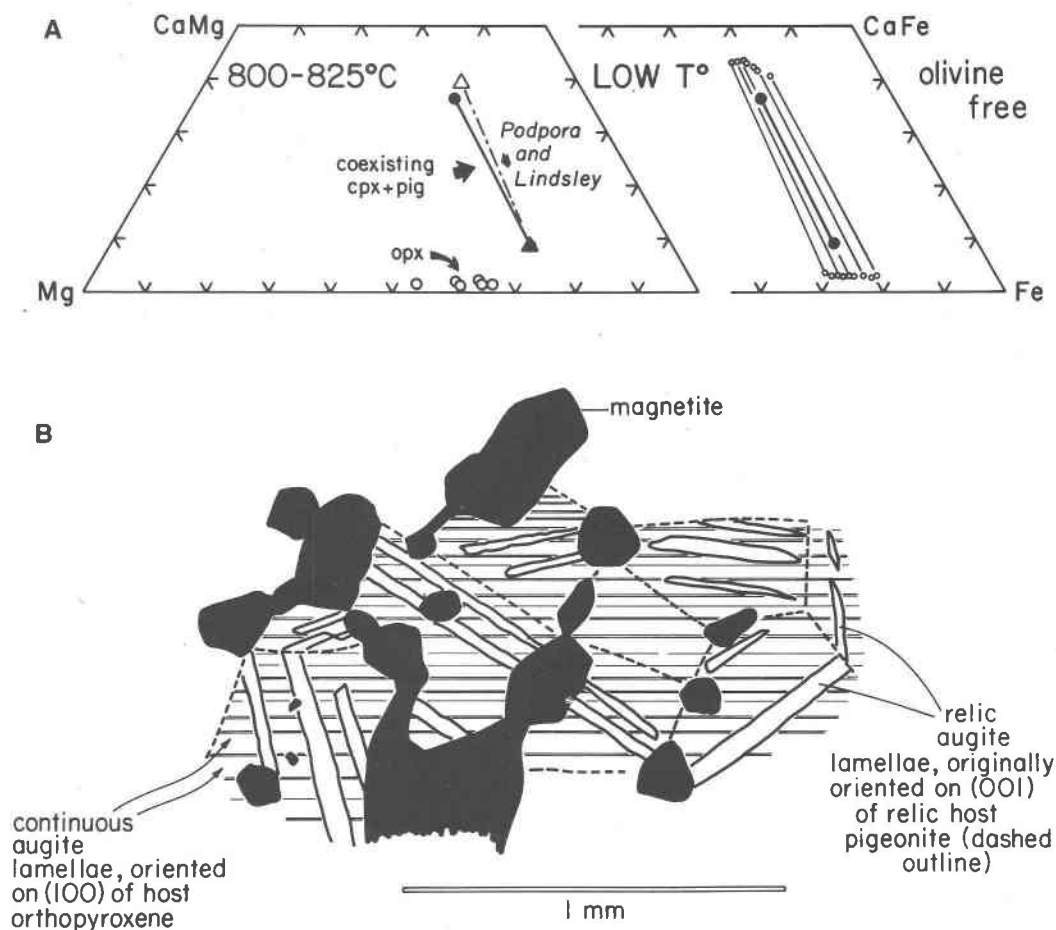 A
CaMg
CaFe
800-825°C
LOW T°
olivine
free
Podpora
and
Lindsley
coexisting
cpx+pig
opx
Mg
Fe
B
magnetite
relic
augite
lamellae, originally
oriented on (001)
of relic host
pigeonite (dashed
outline)
continuous
augite
lamellae, oriented
on (100) of host
orthopyroxene
1 mm